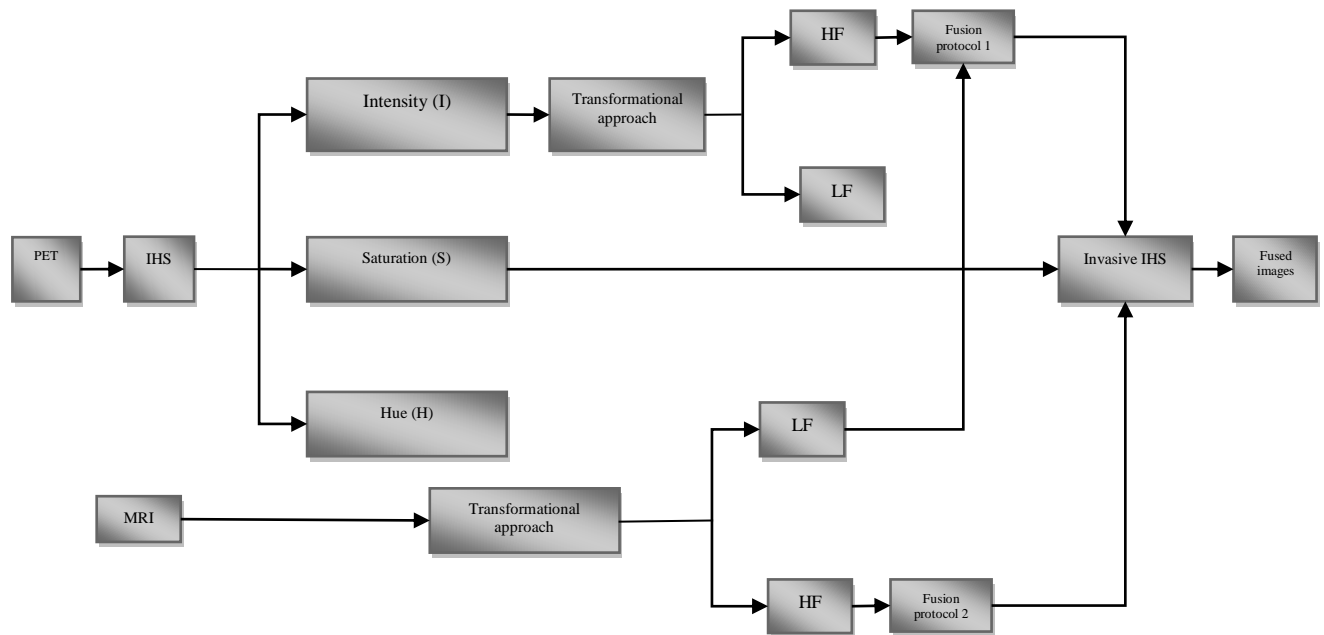 HF
Fusion
protocol 1
Intensity (I)
Transformational
approach
LF
PET
IHS
Saturation (S)
Invasive IHS
Fused
images
Hue (H)
LF
MRI
Transformational
approach
HF
Fusion
protocol 2